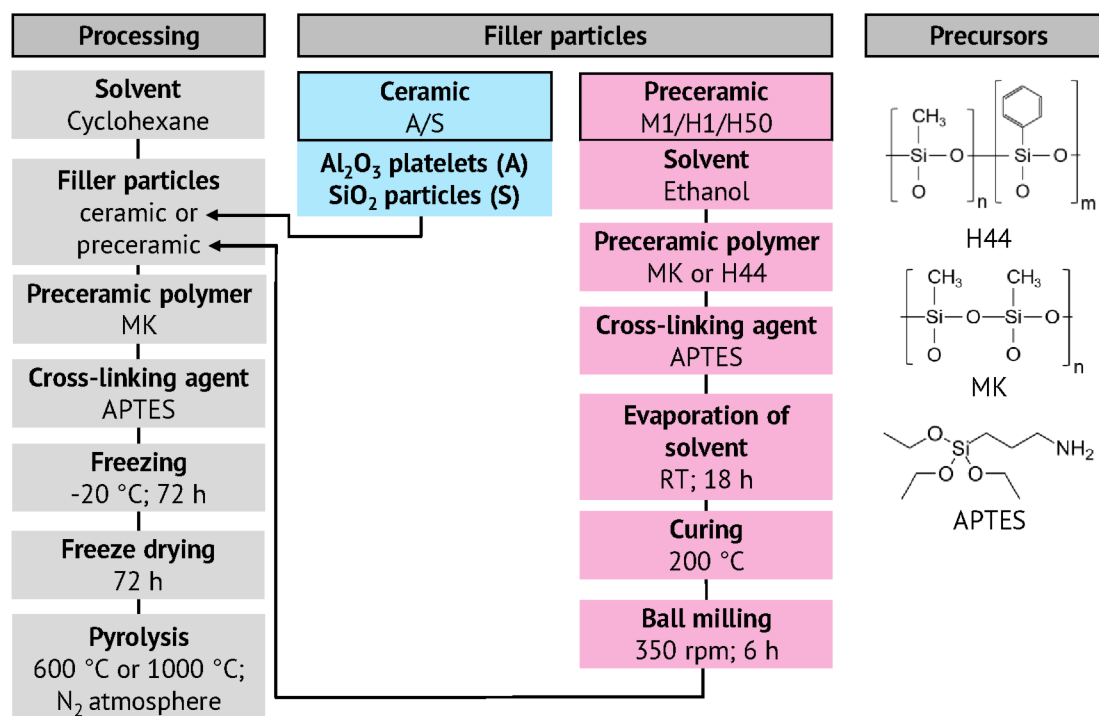 Processing
Solvent
Cyclohexane
Filler particles
ceramic or
preceramic
Preceramic polymer
MK
Cross-linking agent
APTES
Freezing
-20 °C; 72 h
Freeze drying
72 h
Pyrolysis
600 °C or 1000 °C;
N₂ atmosphere
Filler particles
Ceramic
A/S
Al₂O₃ platelets (A)
SiO₂ particles (S)
Preceramic
M1/H1/H50
Solvent
Ethanol
Preceramic polymer
MK or H44
Cross-linking agent
APTES
Evaporation of
solvent
RT; 18 h
Curing
200 °C
Ball milling
350 rpm; 6 h
Precursors
CH₃
Si O Si O
O n O m
H44
CH₃ CH₃
Si O Si O
O O n
MK
O Si NH₂
O O
APTES